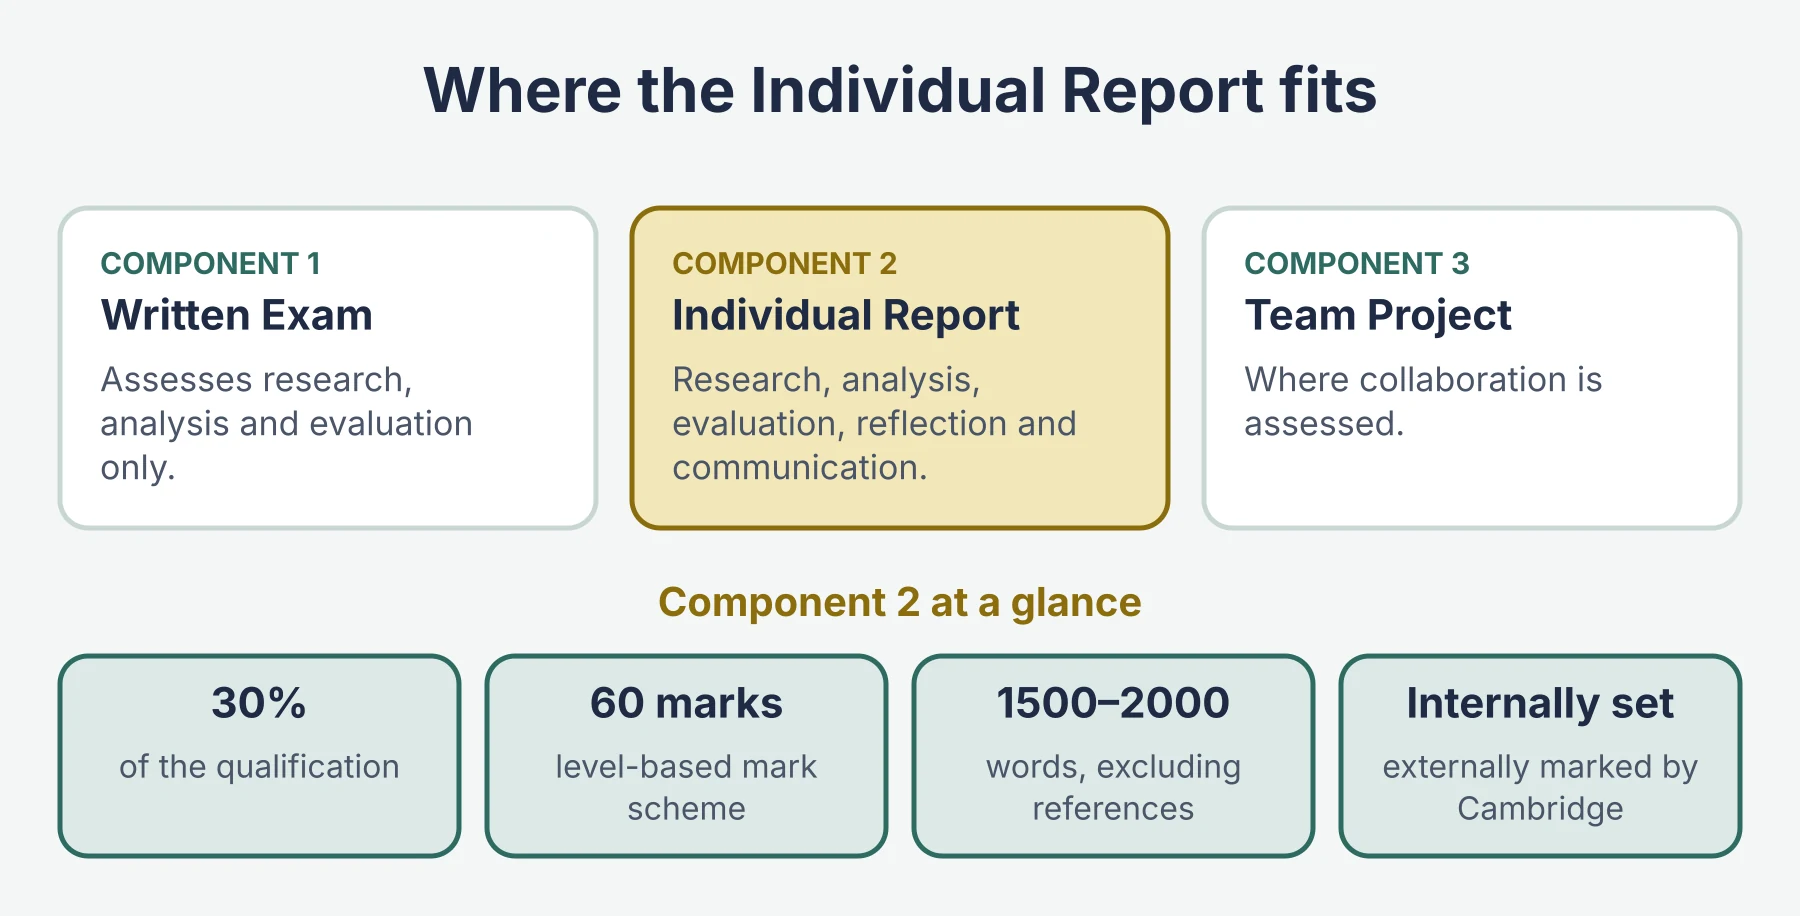 Where the Individual Report fits
COMPONENT 1
Written Exam
Assesses research,
analysis and evaluation
only.
COMPONENT 2
Individual Report
Research, analysis,
evaluation, reflection and
communication.
COMPONENT 3
Team Project
Where collaboration is
assessed.
Component 2 at a glance
30%
of the qualification
60 marks
level-based mark
scheme
1500–2000
words, excluding
references
Internally set
externally marked by
Cambridge